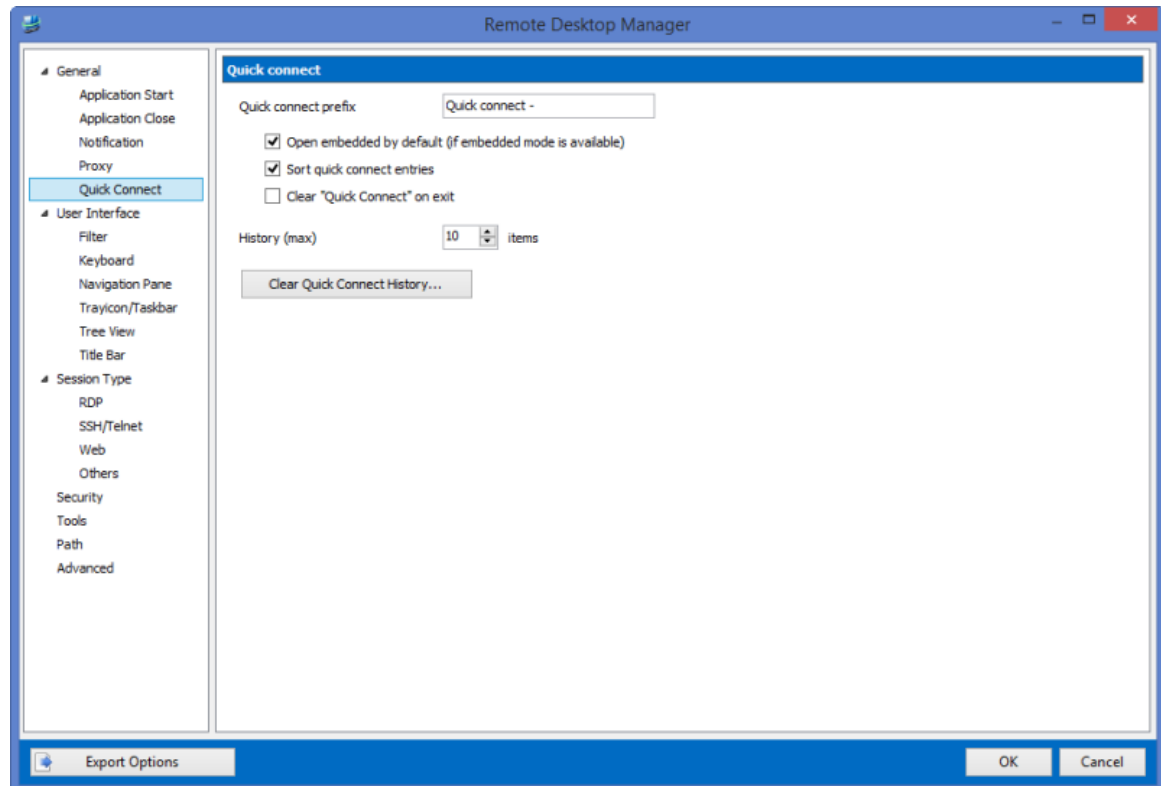 Remote Desktop Manager
General
Application Start
Application Close
Notification
Proxy
Quick Connect
User Interface
Filter
Keyboard
Navigation Pane
Trayicon/Taskbar
Tree View
Title Bar
Session Type
RDP
SSH/Telnet
Web
Others
Security
Tools
Path
Advanced
Quick connect
Quick connect prefix Quick connect -
Open embedded by default (if embedded mode is available)
Sort quick connect entries
Clear "Quick Connect" on exit
History (max) 10 items
Clear Quick Connect History...
Export Options OK Cancel